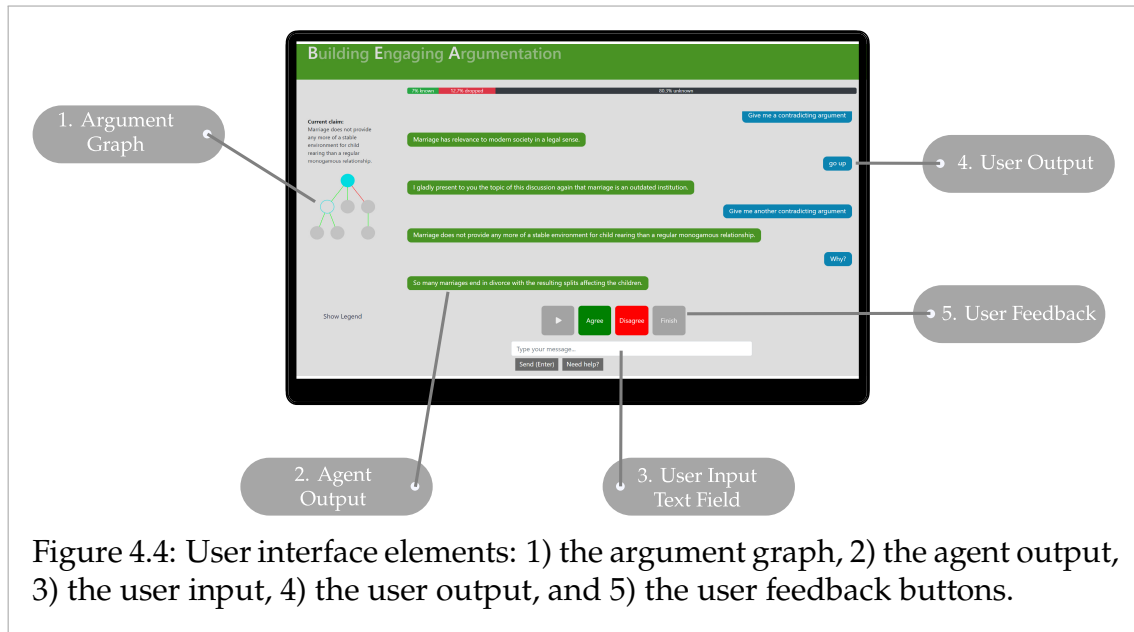 Building Engaging Argumentation
7% known 12.7% dropped 80.3% unknown
Give me a contradicting argument
Current claim:
Marriage does not provide
any more of a stable
environment for child
rearing than a regular
monogamous relationship.
Marriage has relevance to modern society in a legal sense.
go up
I gladly present to you the topic of this discussion again that marriage is an outdated institution.
Give me another contradicting argument
Marriage does not provide any more of a stable environment for child rearing than a regular monogamous relationship.
Why?
So many marriages end in divorce with the resulting splits affecting the children.
Show Legend
Agree Disagree Finish
Type your message...
Send (Enter) Need help?
1. Argument
Graph
4. User Output
5. User Feedback
2. Agent
Output
3. User Input
Text Field
Figure 4.4: User interface elements: 1) the argument graph, 2) the agent output,
3) the user input, 4) the user output, and 5) the user feedback buttons.